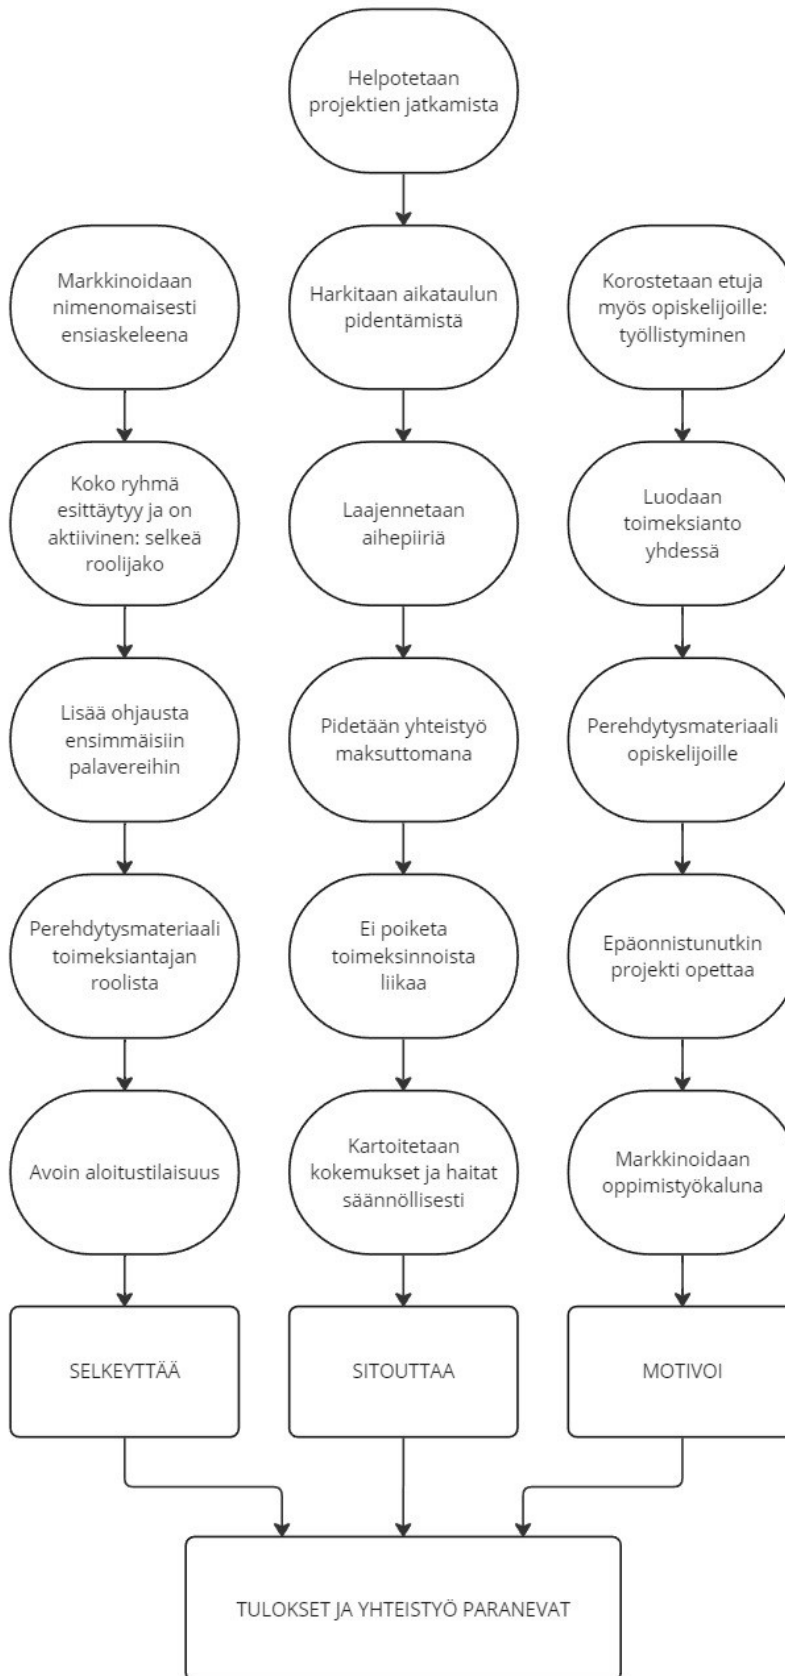 Helpotetaan
projektien jatkamista
Markkinoidaan
nimenomaisesti
ensiaskeleena
Harkitaan aikataulun
pidentämistä
Korostetaan etuja
myös opiskelijoille:
työllistyminen
Koko ryhmä
esittäytyy ja on
aktiivinen: selkeä
roolijako
Laajennetaan
aihepiiriä
Luodaan
toimeksianto
yhdessä
Lisää ohjausta
ensimmäisiin
palavereihin
Pidetään yhteistyö
maksuttomana
Perehdytysmateriaali
opiskelijoille
Perehdytysmateriaali
toimeksiantajan
roolista
Ei poiketa
toimeksinnoista
liikaa
Epäonnistunutkin
projekti opettaa
Avoin aloitustilaisuus
Kartoitetaan
kokemukset ja haitat
säännöllisesti
Markkinoidaan
oppimistyökaluna
SELKEYTTÄÄ
SITOUTTAA
MOTIVOI
TULOKSET JA YHTEISTYÖ PARANEVAT